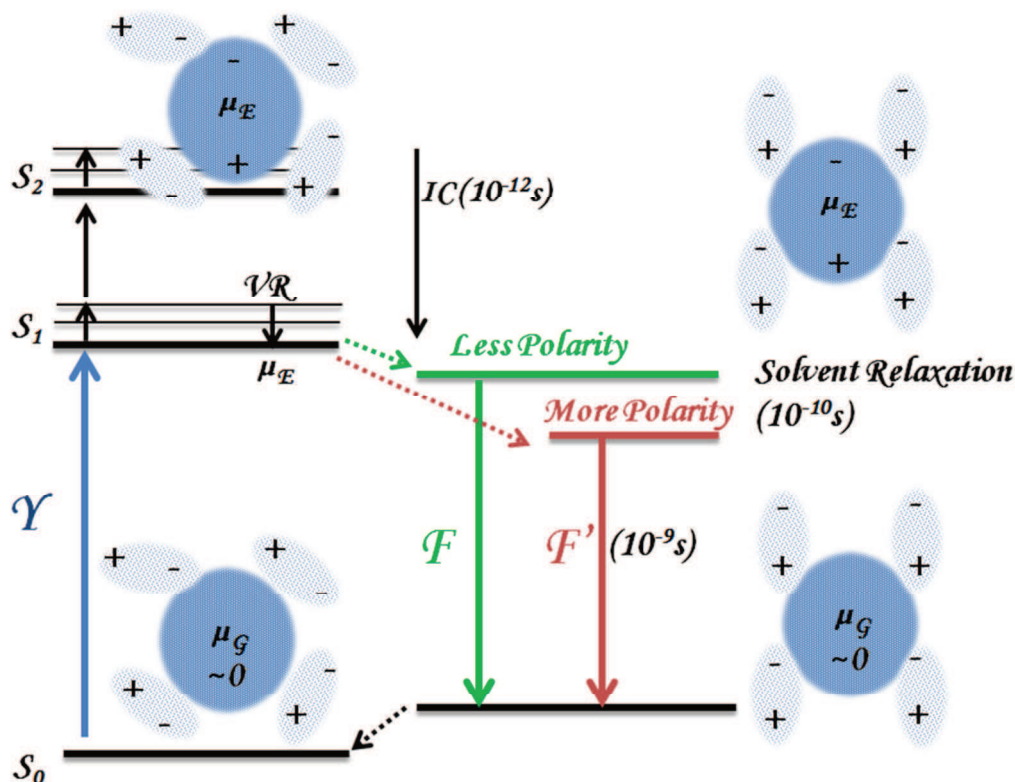 + - + -
-
μE
+ - + -
+
S2
IC(10-12s)
- -
+ +
-
μE
- -
+
+ +
VR
S1
μE
Less Polarity
Solvent Relaxation
More Polarity
(10-10s)
Y
F
F’
(10-9s)
+ - + -
μG
~0
+ - + -
- -
+ +
μG
~0
- -
+ +
S0